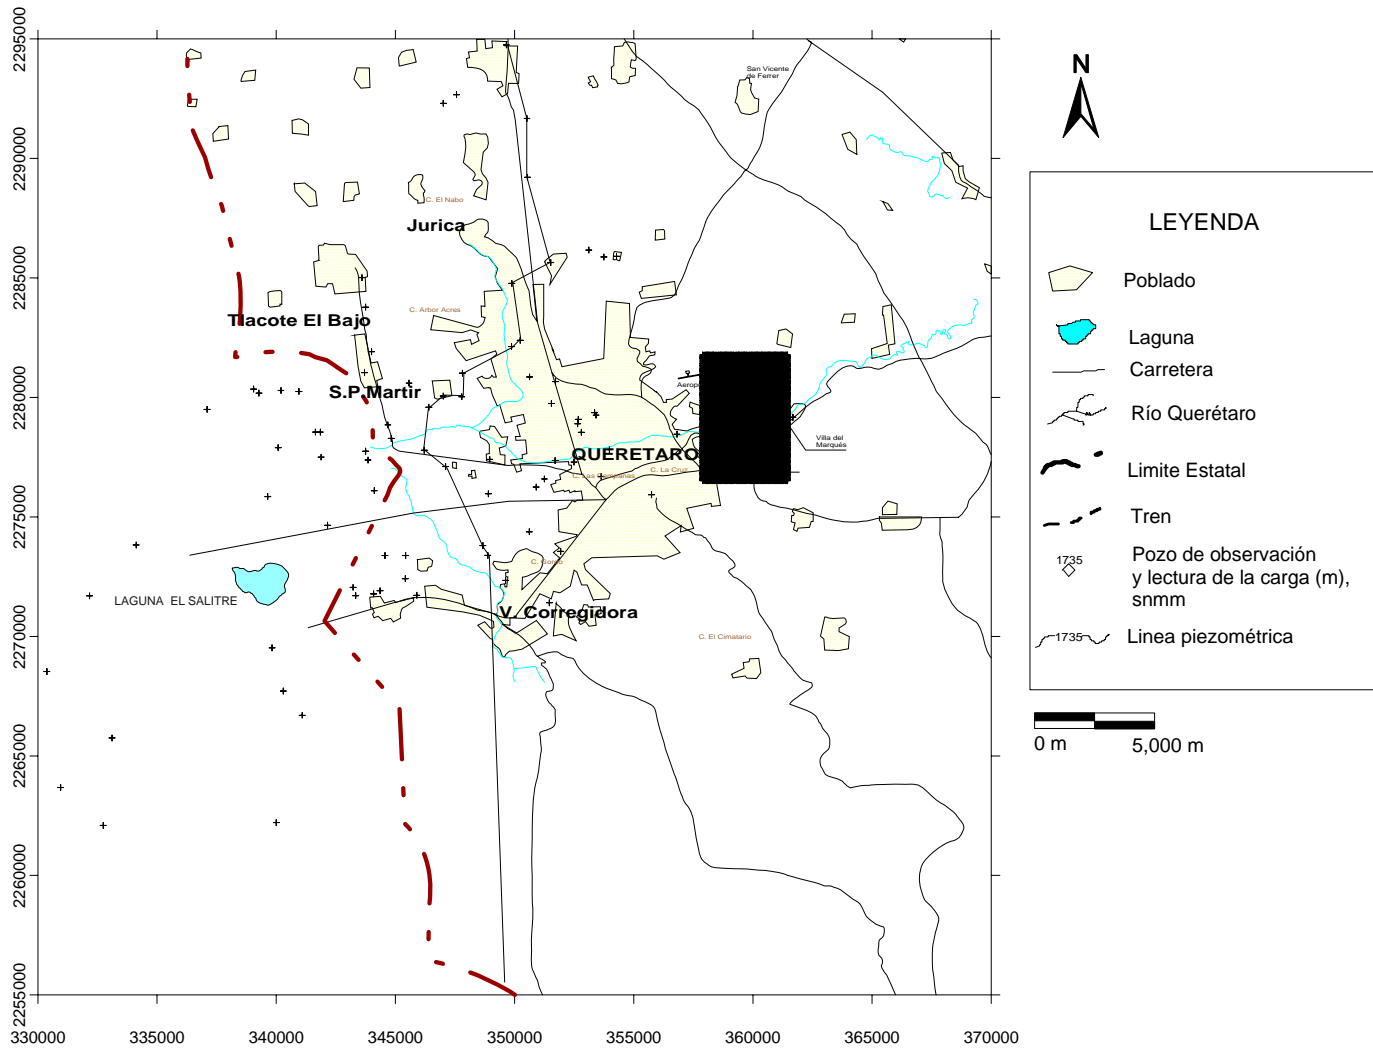 2295000
2290000
2285000
2280000
2275000
2270000
2265000
2260000
2255000
330000
335000
340000
345000
350000
355000
360000
365000
370000
San Vicente
de Ferrer
C. El Nabo
Jurica
C. Arbor Acres
Tlacote El Bajo
S.P.Martir
Villa del
Marqués
QUERETARO
C. La Cruz
C. Las Campanas
C. Gordo
LAGUNA EL SALITRE
V. Corregidora
C. El Cimatario
N
LEYENDA
Poblado
Laguna
Carretera
Río Querétaro
Limite Estatal
Tren
1735
Pozo de observación
y lectura de la carga (m),
snmm
1735
Linea piezométrica
0 m
5,000 m